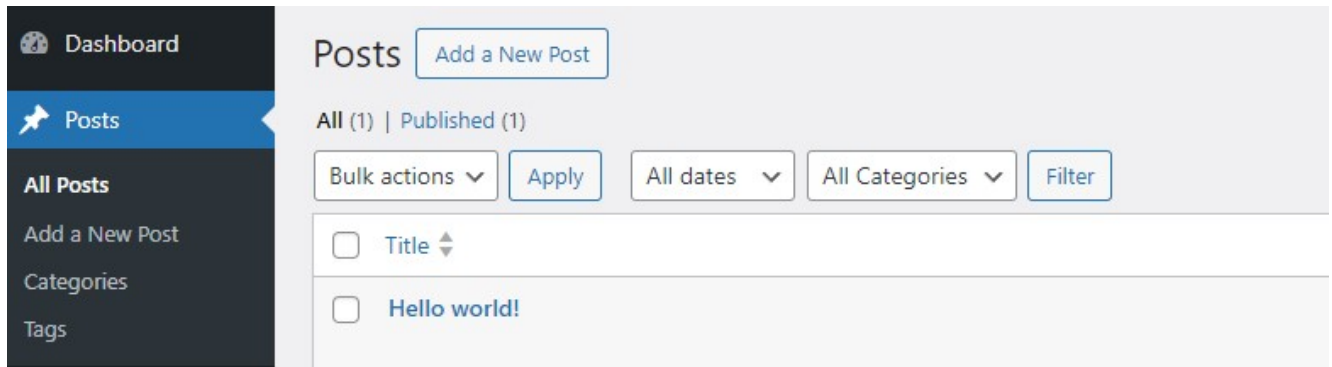 Dashboard
Posts
All Posts
Add a New Post
Categories
Tags
Posts Add a New Post
All (1) | Published (1)
Bulk actions Apply All dates All Categories Filter
Title
Hello world!